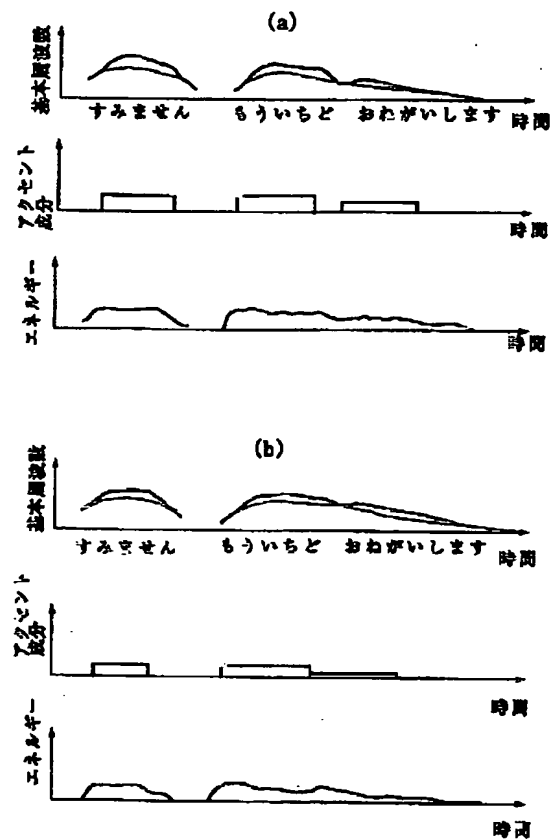 (a)
基本周波数
すみません もういちど おねがいします 時間
アクセント
成分
時間
エネルギー
時間
(b)
基本周波数
すみません もういちど おねがいします 時間
アクセント
成分
時間
エネルギー
時間